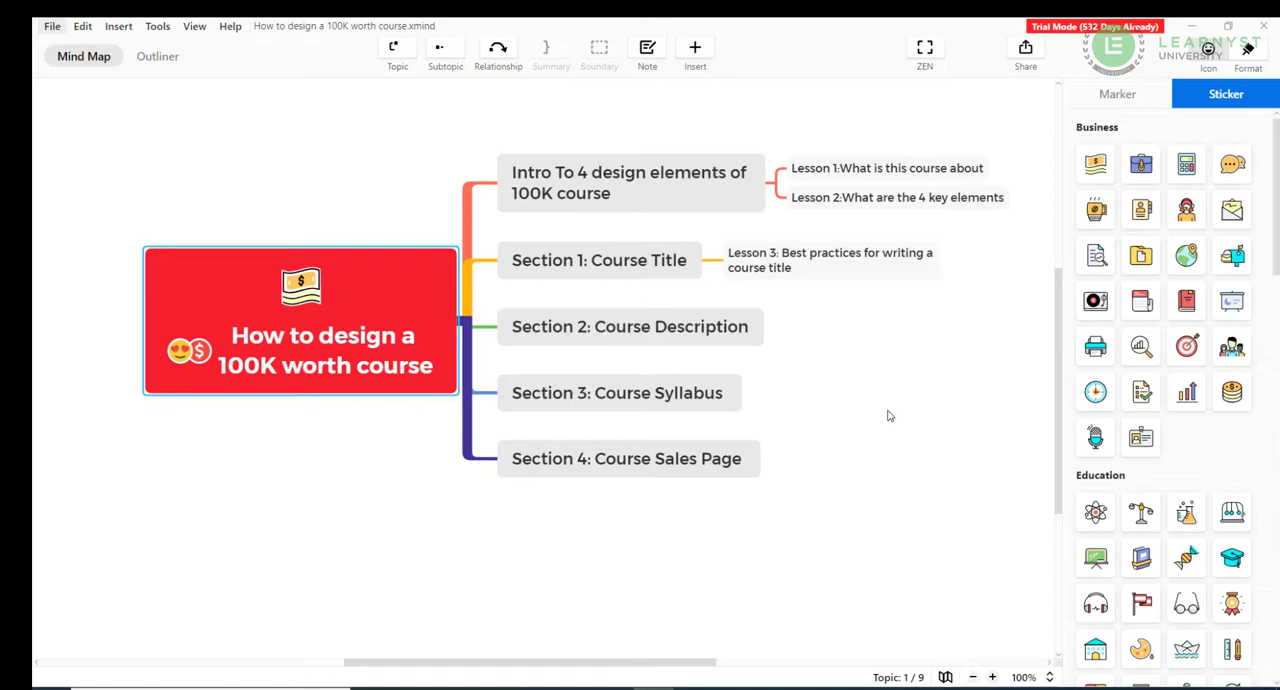 File Edit Insert Tools View Help How to design a 100K worth course.xmind
Trial Mode (532 Days Already)
Mind Map Outliner
Topic Subtopic Relationship Summary Boundary Note Insert ZEN Share Icon Format
LEARNYST
UNIVERSITY
Marker Sticker
Business
Education
How to design a
100K worth course
Intro To 4 design elements of
100K course
Lesson 1:What is this course about
Lesson 2:What are the 4 key elements
Section 1: Course Title
Lesson 3: Best practices for writing a
course title
Section 2: Course Description
Section 3: Course Syllabus
Section 4: Course Sales Page
Topic: 1 / 9 100%